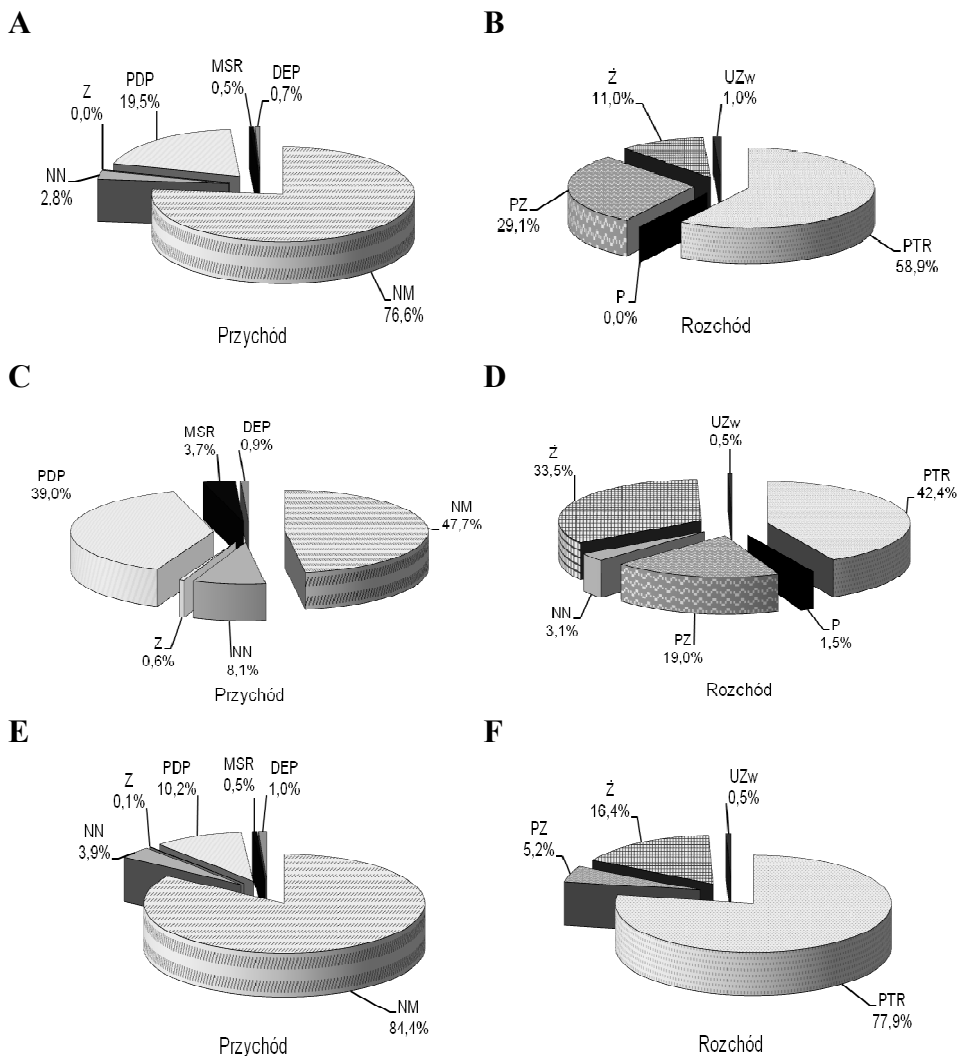 A
MSR
0,5%
DEP
0,7%
PDP
19,5%
Z
0,0%
NN
2,8%
NM
76,6%
Przychód
B
Ż
11,0%
UZw
1,0%
PZ
29,1%
PTR
58,9%
P
0,0%
Rozchód
C
MSR
3,7%
DEP
0,9%
PDP
39,0%
NM
47,7%
Z
0,6%
NN
8,1%
Przychód
D
UZw
0,5%
Ż
33,5%
PTR
42,4%
NN
3,1%
PZ
19,0%
P
1,5%
Rozchód
E
Z
0,1%
PDP
10,2%
MSR
0,5%
DEP
1,0%
NN
3,9%
NM
84,4%
Przychód
F
Ż
16,4%
UZw
0,5%
PZ
5,2%
PTR
77,9%
Rozchód